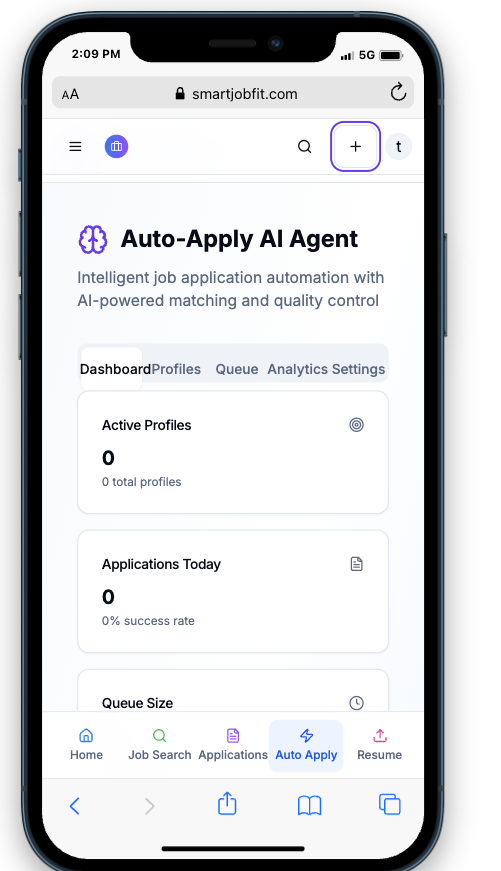 2:09 PM
5G
AA
smartjobfit.com
t
Auto-Apply AI Agent
Intelligent job application automation with
AI-powered matching and quality control
Dashboard Profiles Queue Analytics Settings
Active Profiles
0
0 total profiles
Applications Today
0
0% success rate
Queue Size
Home Job Search Applications Auto Apply Resume